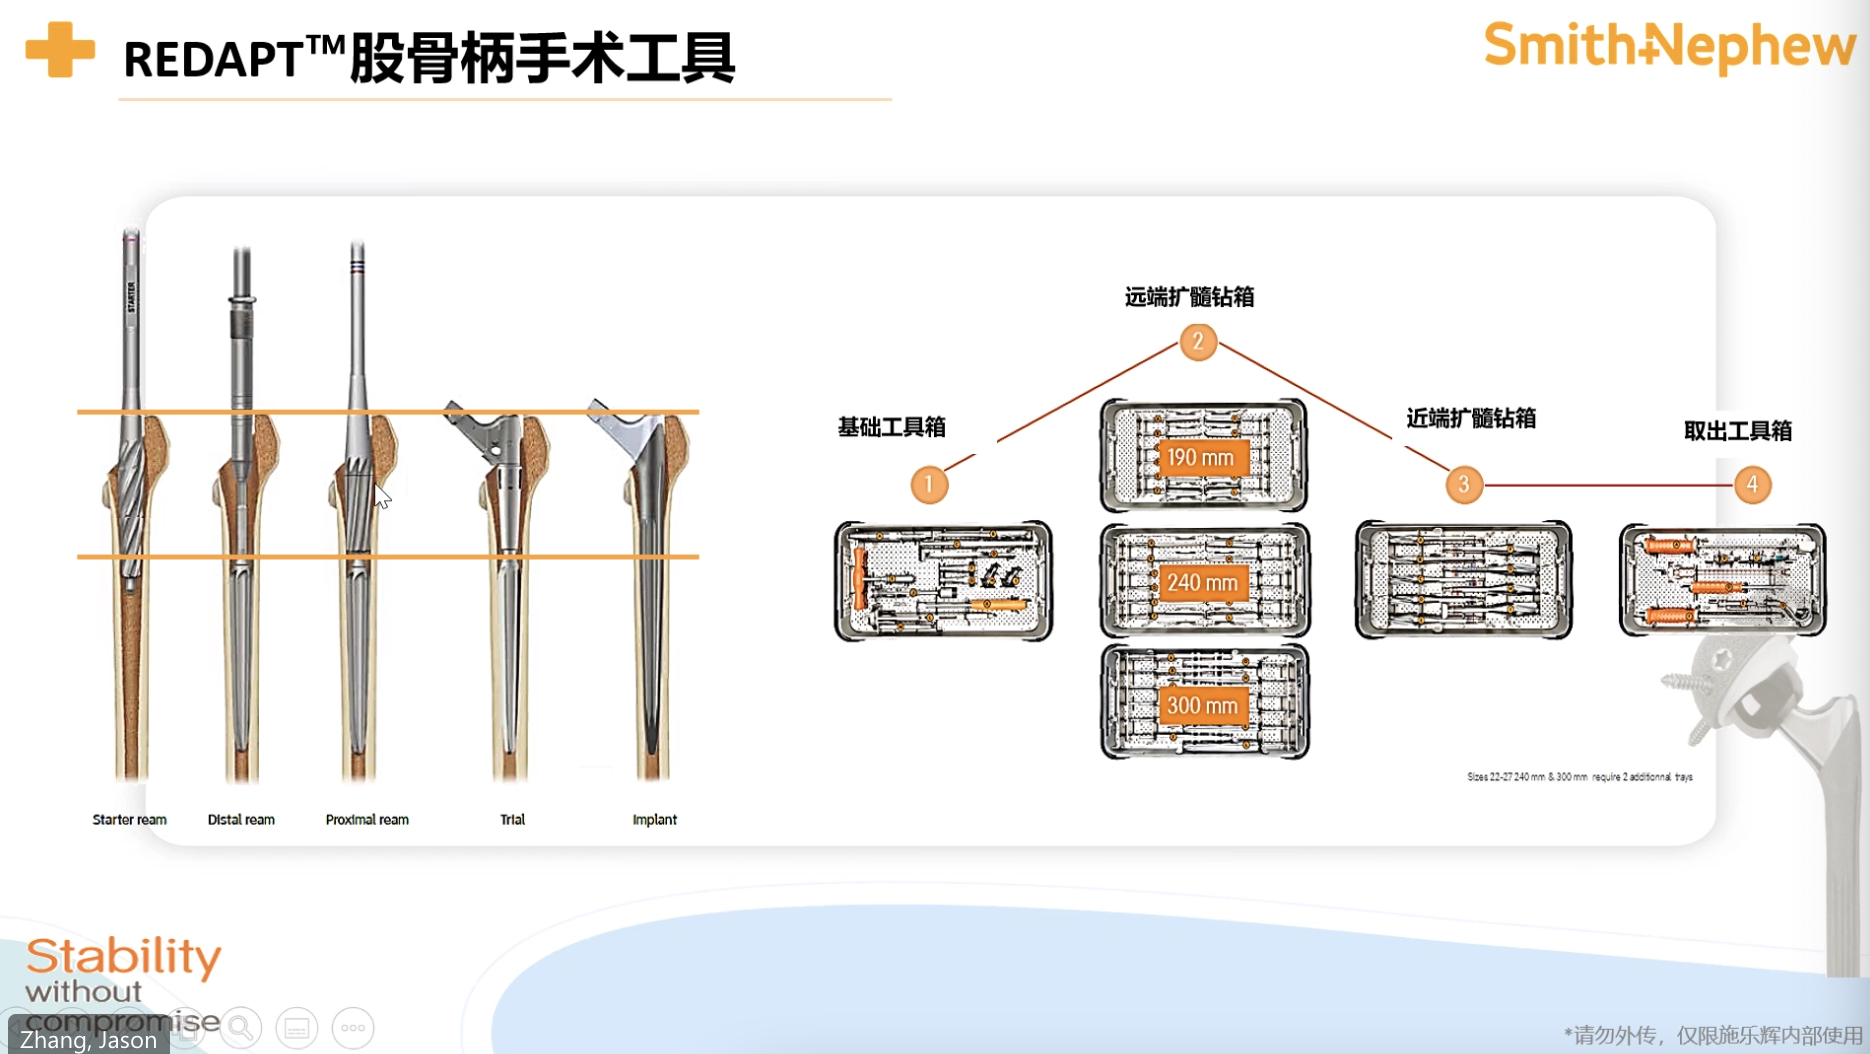 REDAPT™股骨柄手术工具
Smith+Nephew
STARTER
Starter ream
Distal ream
Proximal ream
Trial
Implant
远端扩髓钻箱
2
基础工具箱
1
近端扩髓钻箱
3
取出工具箱
4
190 mm
240 mm
300 mm
Sizes 22-27 240 mm & 300 mm require 2 additionnal trays
Stability
without
compromise
Zhang, Jason
*请勿外传，仅限施乐辉内部使用